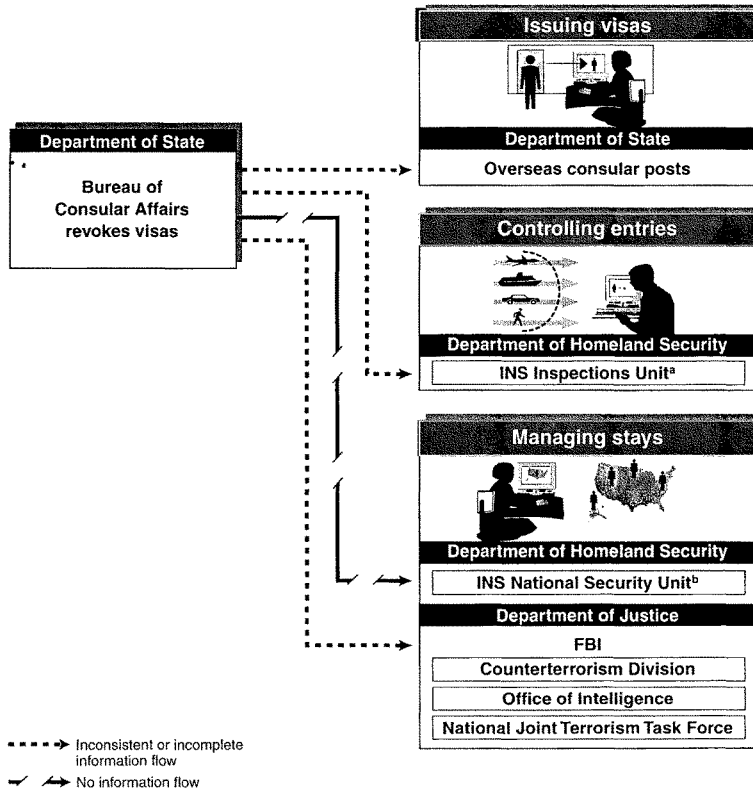 Issuing visas
Department of State
Overseas consular posts
Department of State
Bureau of
Consular Affairs
revokes visas
Controlling entries
Department of Homeland Security
INS Inspections Unitᵃ
Managing stays
Department of Homeland Security
INS National Security Unitᵇ
Department of Justice
FBI
Counterterrorism Division
Office of Intelligence
National Joint Terrorism Task Force
Inconsistent or incomplete
information flow
No information flow